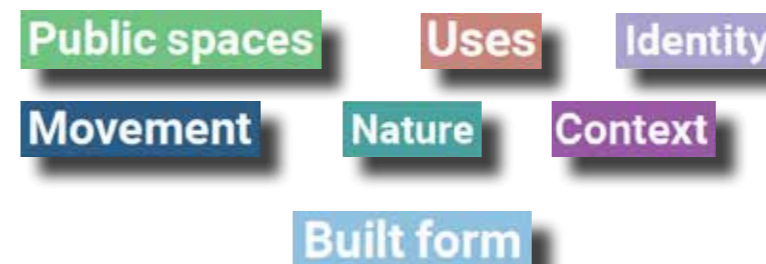 Public spaces Uses Identity
Movement Nature Context
Built form